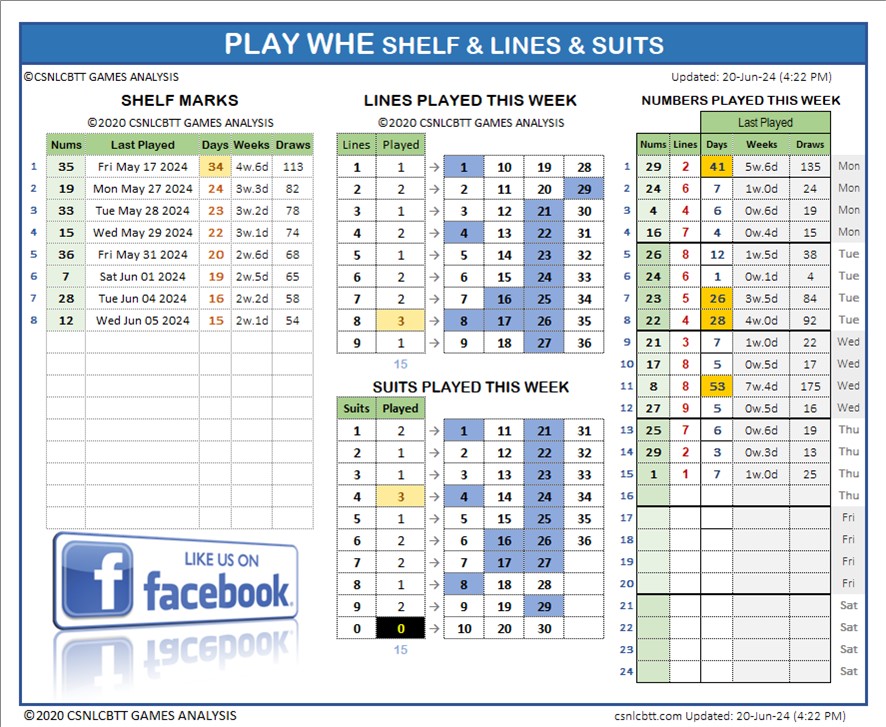 PLAY WHE SHELF & LINES & SUITS
©CSNLCBTT GAMES ANALYSIS
Updated: 20-Jun-24 (4:22 PM)
SHELF MARKS
©2020 CSNLCBTT GAMES ANALYSIS
Nums Last Played Days Weeks Draws
1 35 Fri May 17 2024 34 4w.6d 113
2 19 Mon May 27 2024 24 3w.3d 82
3 33 Tue May 28 2024 23 3w.2d 78
4 15 Wed May 29 2024 22 3w.1d 74
5 36 Fri May 31 2024 20 2w.6d 68
6 7 Sat Jun 01 2024 19 2w.5d 65
7 28 Tue Jun 04 2024 16 2w.2d 58
8 12 Wed Jun 05 2024 15 2w.1d 54
LIKE US ON
facebook
LINES PLAYED THIS WEEK
©2020 CSNLCBTT GAMES ANALYSIS
Lines Played
1 1 → 1 10 19 28
2 2 → 2 11 20 29
3 1 → 3 12 21 30
4 2 → 4 13 22 31
5 1 → 5 14 23 32
6 2 → 6 15 24 33
7 2 → 7 16 25 34
8 3 → 8 17 26 35
9 1 → 9 18 27 36
15
SUITS PLAYED THIS WEEK
Suits Played
1 2 → 1 11 21 31
2 1 → 2 12 22 32
3 1 → 3 13 23 33
4 3 → 4 14 24 34
5 1 → 5 15 25 35
6 2 → 6 16 26 36
7 2 → 7 17 27
8 1 → 8 18 28
9 2 → 9 19 29
0 0 → 10 20 30
15
NUMBERS PLAYED THIS WEEK
Last Played
Nums Lines Days Weeks Draws
1 29 2 41 5w.6d 135 Mon
2 24 6 7 1w.0d 24 Mon
3 4 4 6 0w.6d 19 Mon
4 16 7 4 0w.4d 15 Mon
5 26 8 12 1w.5d 38 Tue
6 24 6 1 0w.1d 4 Tue
7 23 5 26 3w.5d 84 Tue
8 22 4 28 4w.0d 92 Tue
9 21 3 7 1w.0d 22 Wed
10 17 8 5 0w.5d 17 Wed
11 8 8 53 7w.4d 175 Wed
12 27 9 5 0w.5d 16 Wed
13 25 7 6 0w.6d 19 Thu
14 29 2 3 0w.3d 13 Thu
15 1 1 7 1w.0d 25 Thu
16 Thu
17 Fri
18 Fri
19 Fri
20 Fri
21 Sat
22 Sat
23 Sat
24 Sat
©2020 CSNLCBTT GAMES ANALYSIS
csnlcbtt.com Updated: 20-Jun-24 (4:22 PM)